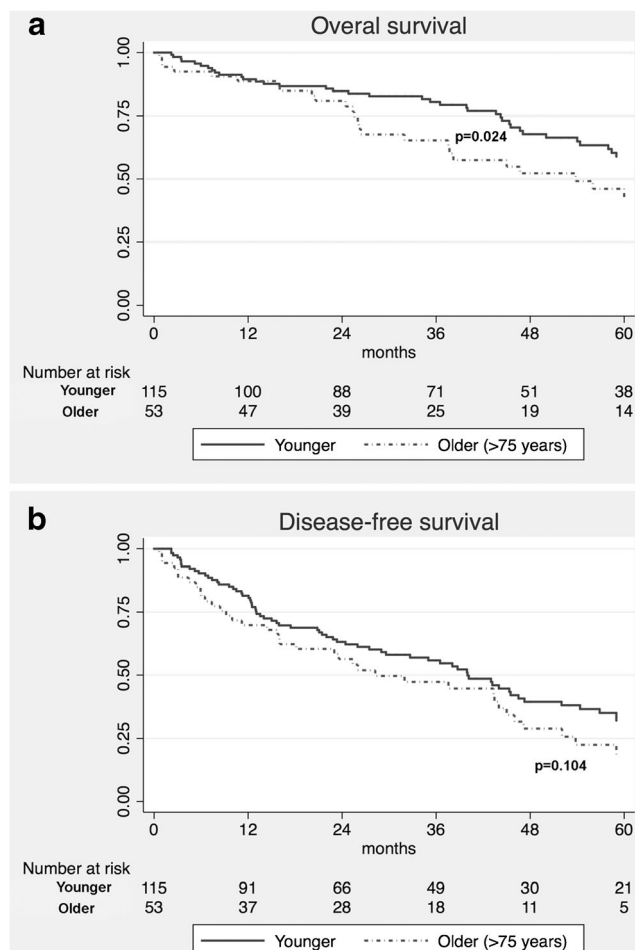 a
Overal survival
1.00
0.75
0.50
0.25
0.00
p=0.024
0 12 24 36 48 60
months
Number at risk
Younger 115 100 88 71 51 38
Older 53 47 39 25 19 14
Younger Older (>75 years)
b
Disease-free survival
1.00
0.75
0.50
0.25
0.00
p=0.104
0 12 24 36 48 60
months
Number at risk
Younger 115 91 66 49 30 21
Older 53 37 28 18 11 5
Younger Older (>75 years)